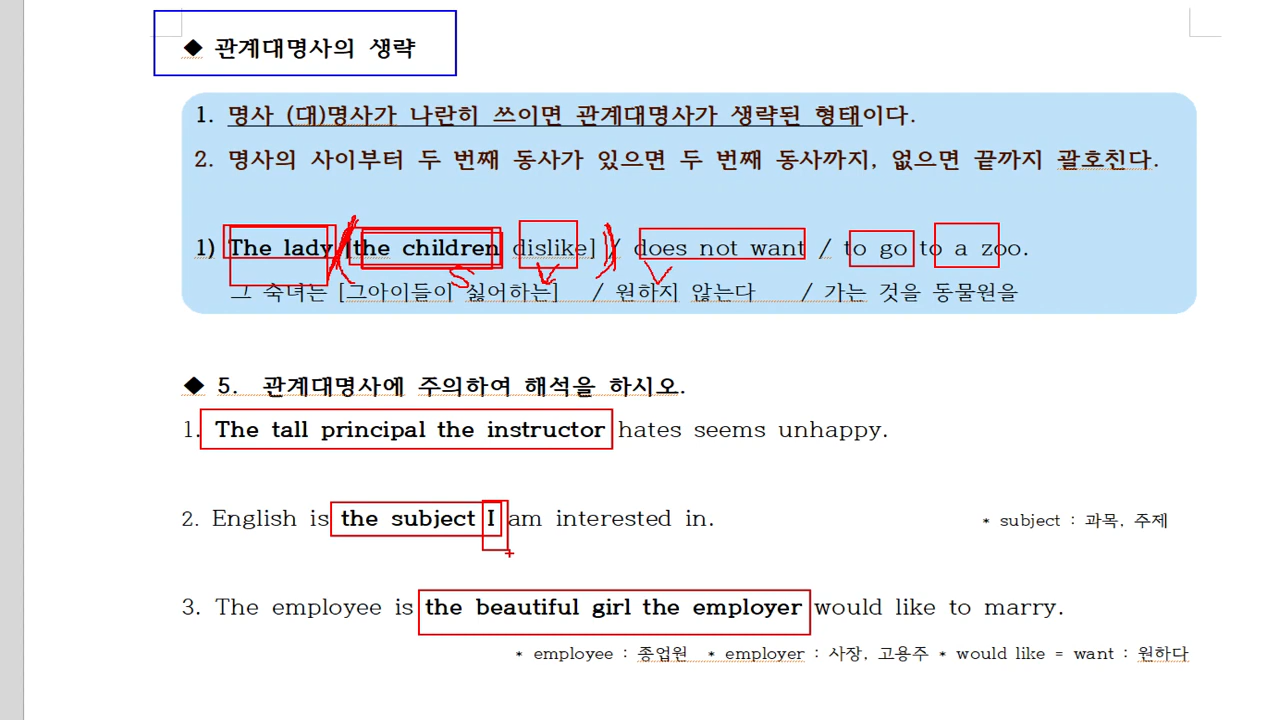 ◆ 관계대명사의 생략
1. 명사 (대)명사가 나란히 쓰이면 관계대명사가 생략된 형태이다.
2. 명사의 사이부터 두 번째 동사가 있으면 두 번째 동사까지, 없으면 끝까지 괄호친다.
1) The lady [the children dislike] / does not want / to go to a zoo.
그 숙녀는 [그아이들이 싫어하는] / 원하지 않는다 / 가는 것을 동물원을
◆ 5. 관계대명사에 주의하여 해석을 하시오.
1. The tall principal the instructor hates seems unhappy.
2. English is the subject I am interested in. * subject : 과목, 주제
3. The employee is the beautiful girl the employer would like to marry.
* employee : 종업원 * employer : 사장, 고용주 * would like = want : 원하다